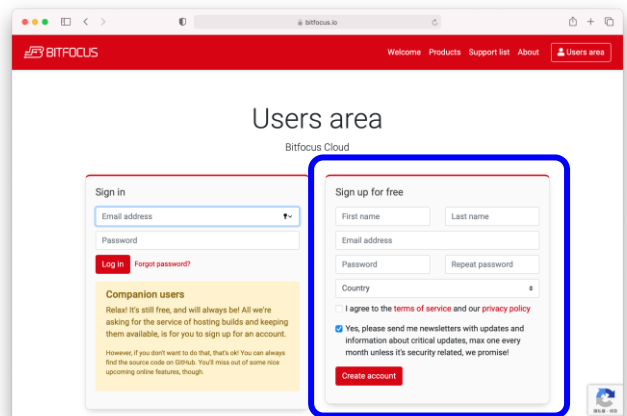 bitfocus.io
BITFOCUS
Welcome Products Support list About Users area
Users area
Bitfocus Cloud
Sign in
Email address
Password
Log in Forgot password?
Companion users
Relax! It's still free, and will always be! All we're
asking for the service of hosting builds and keeping
them available, is for you to sign up for an account.
However, if you don't want to do that, that's ok! You can always
find the source code on GitHub. You'll miss out of some nice
upcoming online features, though.
Sign up for free
First name Last name
Email address
Password Repeat password
Country
I agree to the terms of service and our privacy policy
Yes, please send me newsletters with updates and
information about critical updates, max one every
month unless it's security related, we promise!
Create account